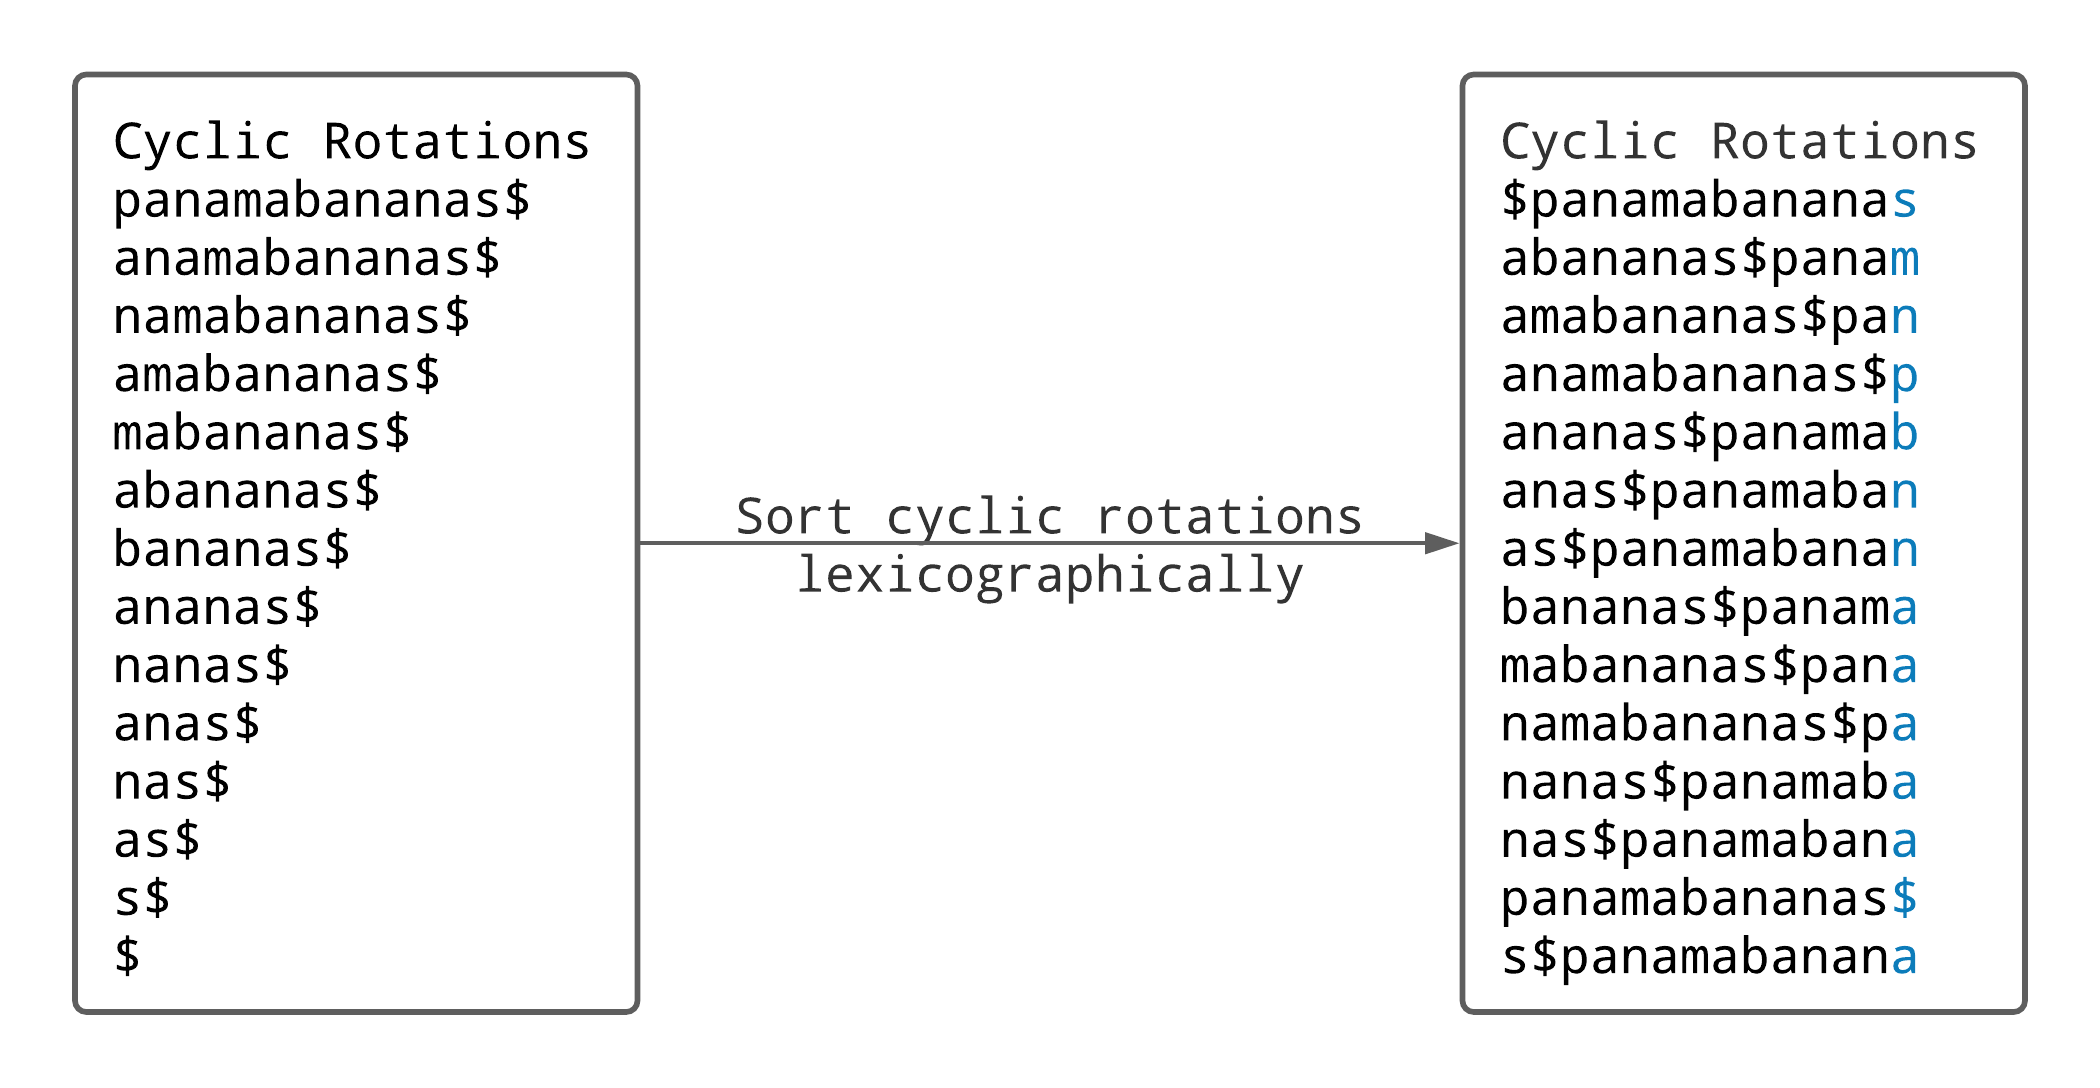 Cyclic Rotations
panamabananas$
anamabananas$
namabananas$
amabananas$
mabananas$
abananas$
bananas$
ananas$
nanas$
anas$
nas$
as$
s$
$
Sort cyclic rotations
lexicographically
Cyclic Rotations
$panamabananas
abananas$panam
amabananas$pan
anamabananas$p
ananas$panamab
anas$panamaban
as$panamabanan
bananas$panama
mabananas$pana
namabananas$pa
nanas$panamaba
nas$panamabana
panamabananas$
s$panamabanana